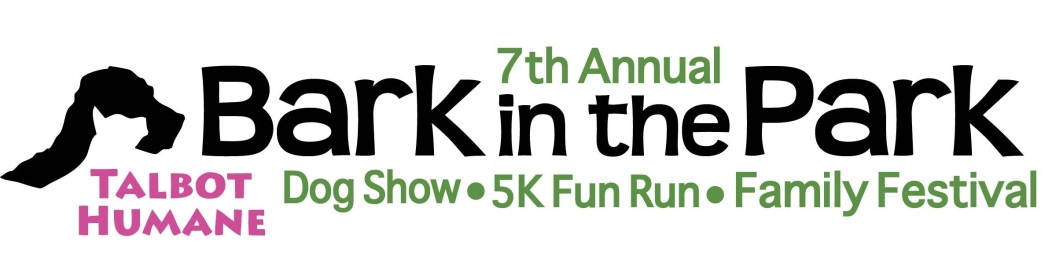 7th Annual
Bark in the Park
TALBOT
HUMANE
Dog Show • 5K Fun Run • Family Festival